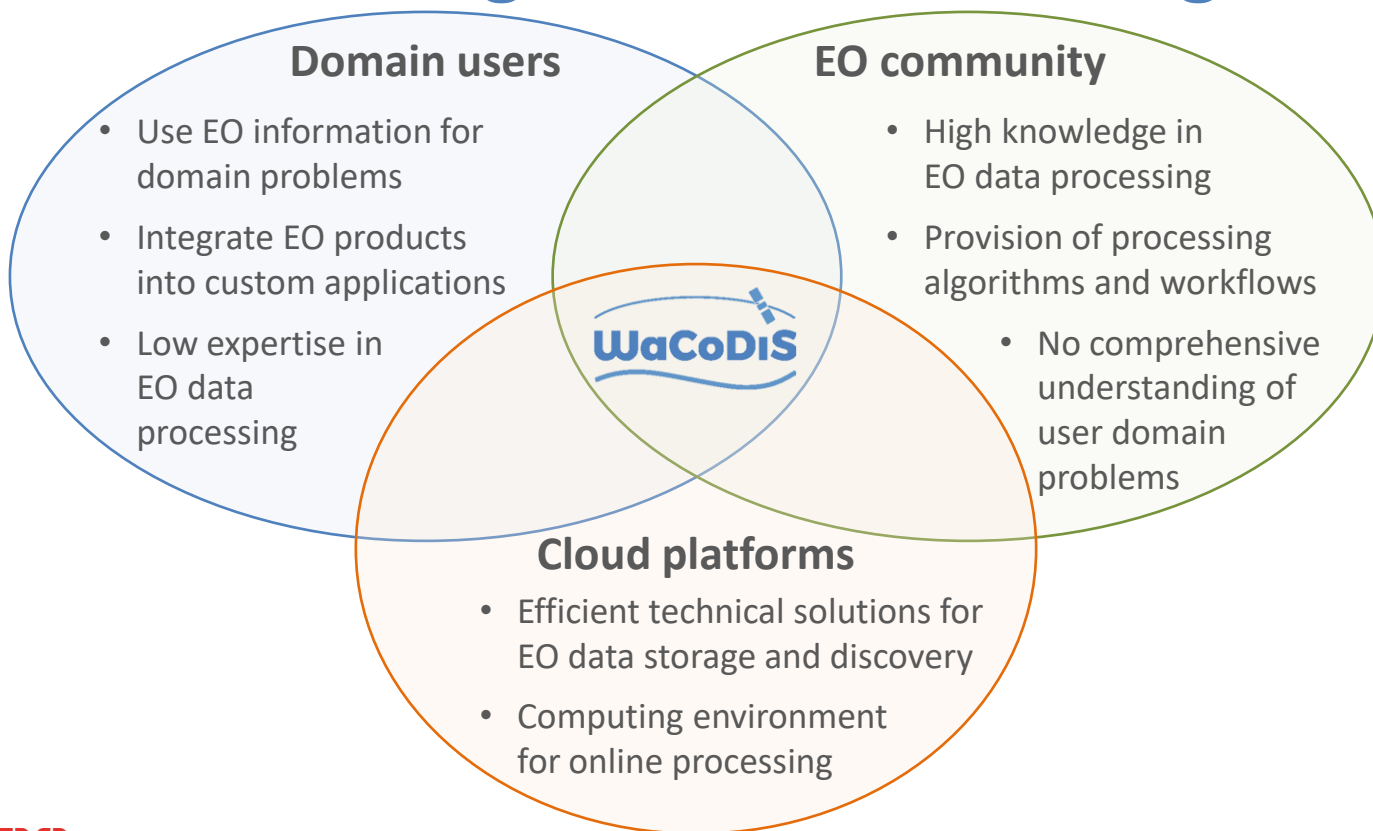 Domain users
• Use EO information for
domain problems
• Integrate EO products
into custom applications
• Low expertise in
EO data
processing
EO community
• High knowledge in
EO data processing
• Provision of processing
algorithms and workflows
• No comprehensive
understanding of
user domain
problems
WaCoDiS
Cloud platforms
• Efficient technical solutions for
EO data storage and discovery
• Computing environment
for online processing